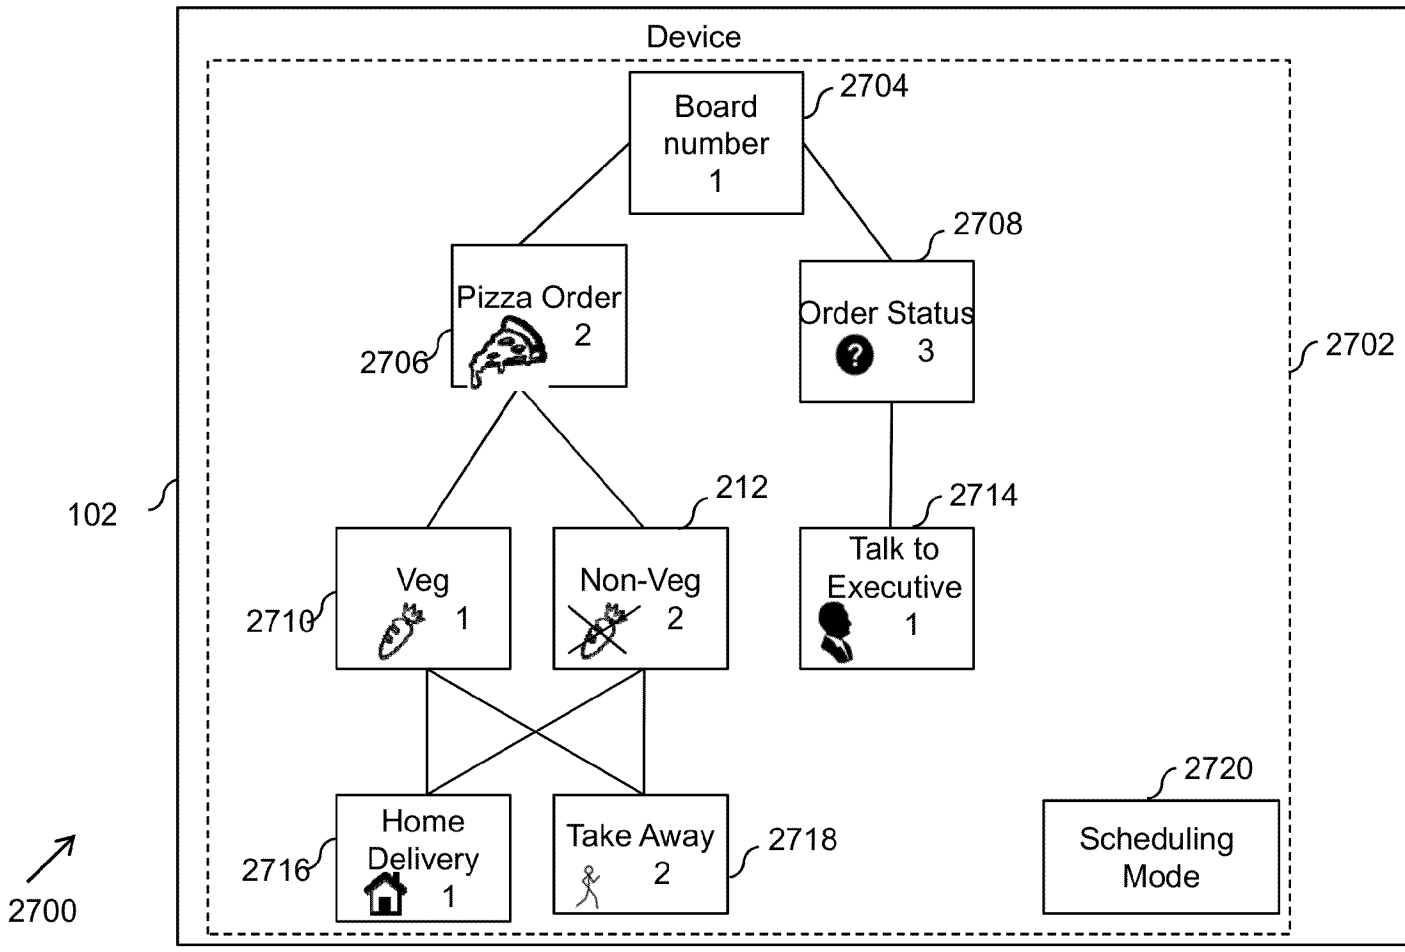 Device
2704
Board
number
1
2708
Pizza Order
2
2706
Order Status
?
3
2702
102
212
2714
Veg
1
2710
Non-Veg
2
Talk to
Executive
1
2720
Home
Delivery
1
2716
Take Away
2
2718
Scheduling
Mode
2700